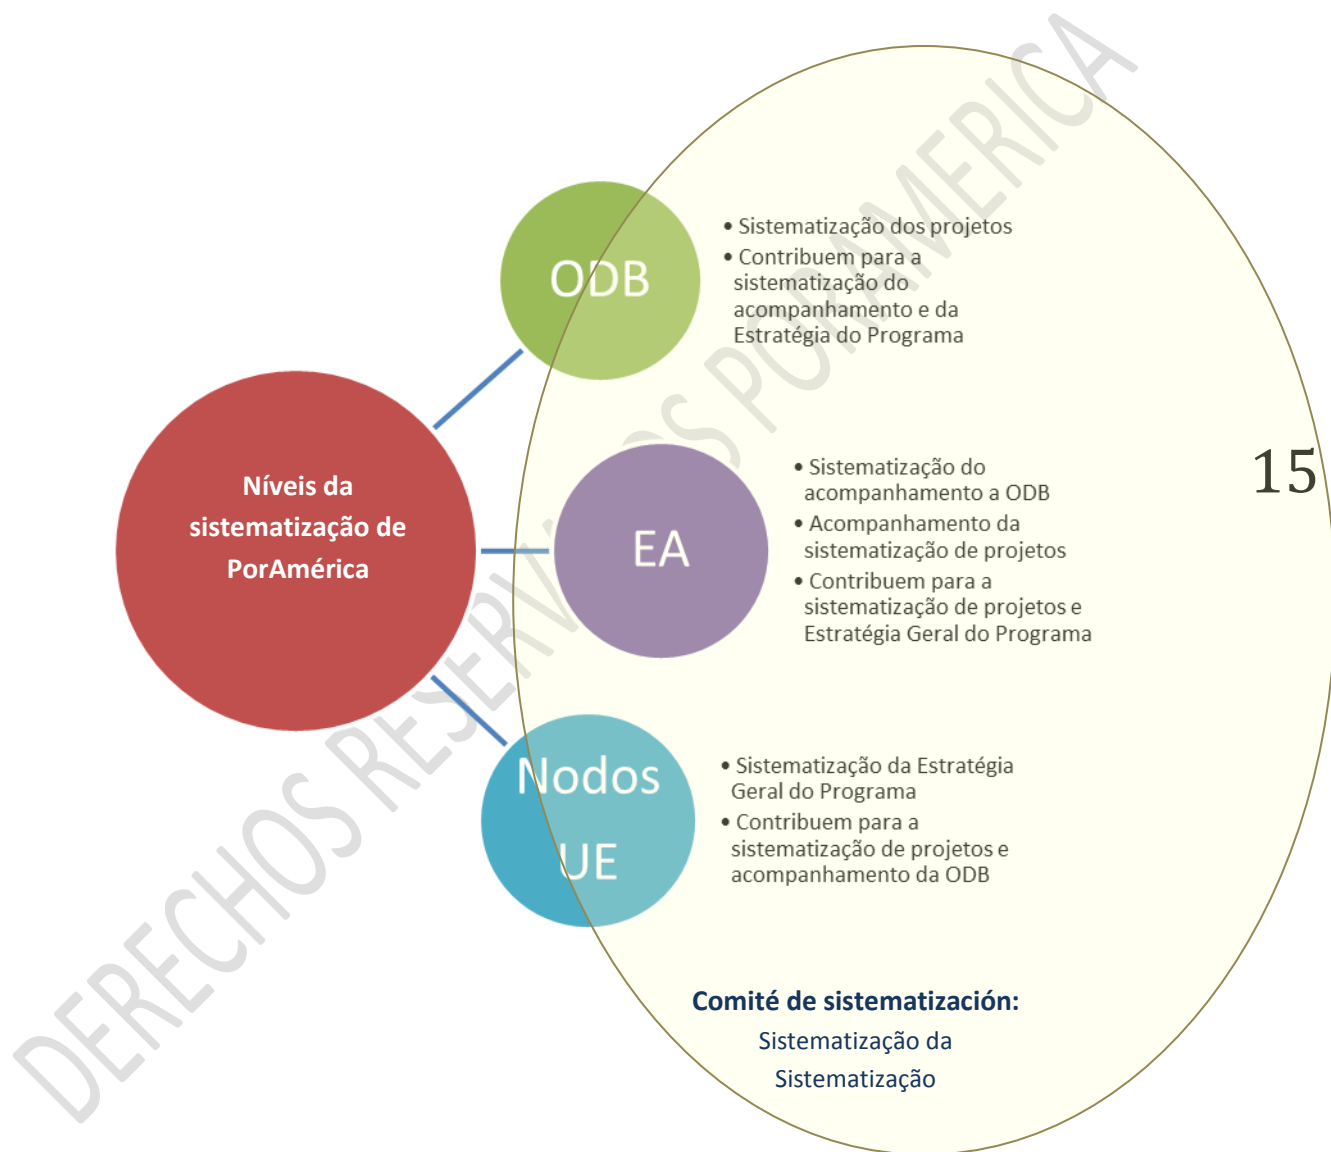 ODB
• Sistematização dos projetos
• Contribuem para a
sistematização do
acompanhamento e da
Estratégia do Programa
Níveis da
sistematização de
PorAmérica
EA
• Sistematização do
acompanhamento a ODB
• Acompanhamento da
sistematização de projetos
• Contribuem para a
sistematização de projetos e
Estratégia Geral do Programa
15
Nodos
UE
• Sistematização da Estratégia
Geral do Programa
• Contribuem para a
sistematização de projetos e
acompanhamento da ODB
Comité de sistematización:
Sistematização da
Sistematização
DERECHOS RESERVADOS PORAMERICA